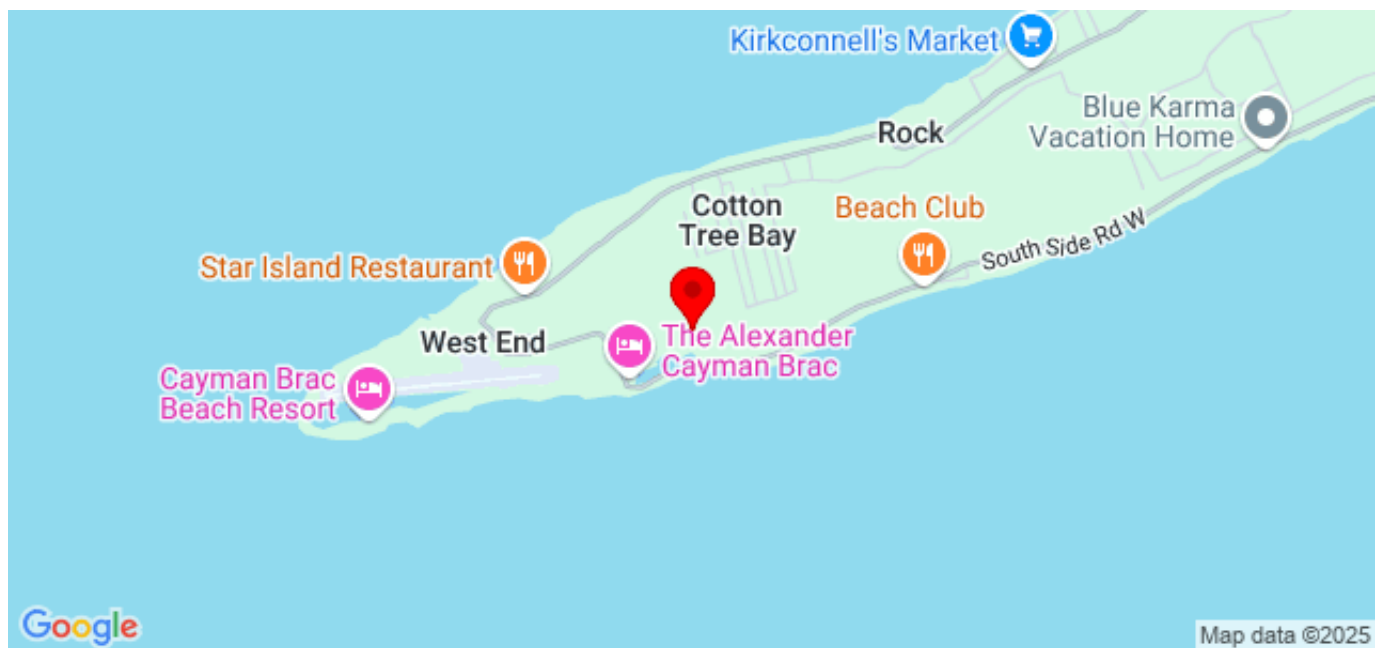 Kirkconnell's Market
Blue Karma
Vacation Home
Rock
Cotton
Tree Bay
Beach Club
South Side Rd W
Star Island Restaurant
West End
The Alexander
Cayman Brac
Cayman Brac
Beach Resort
Google
Map data ©2025